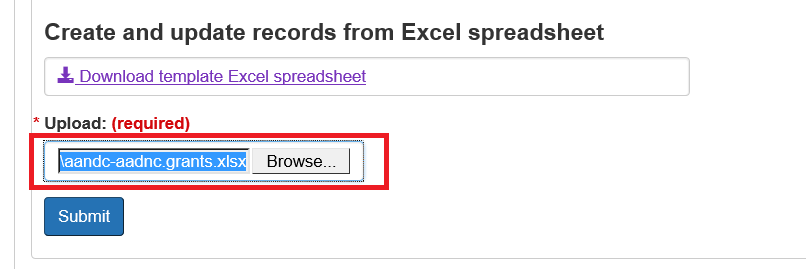 Create and update records from Excel spreadsheet
Download template Excel spreadsheet
* Upload: (required)
\aandc-aadnc.grants.xlsx Browse...
Submit